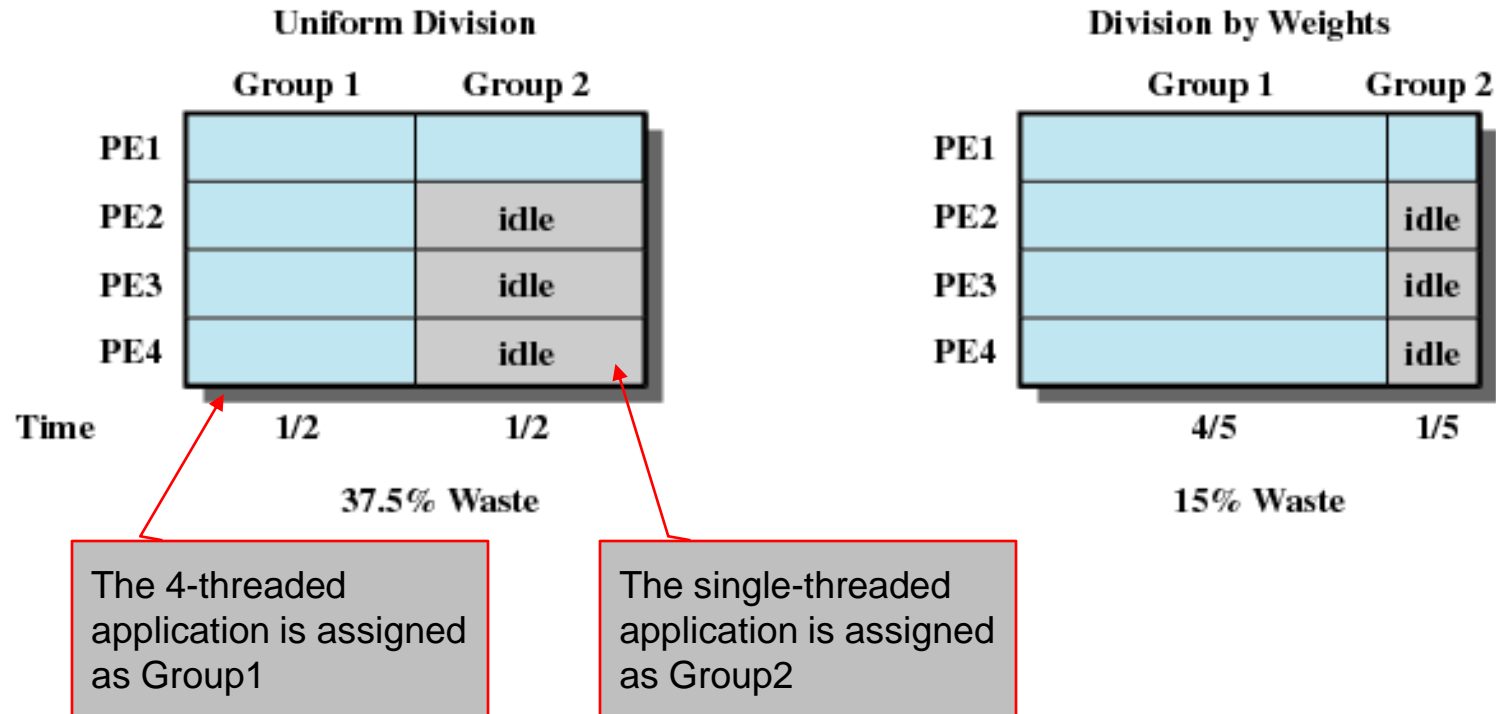 Uniform Division
Group 1 Group 2
PE1
PE2 idle
PE3 idle
PE4 idle
Time 1/2 1/2
37.5% Waste
Division by Weights
Group 1 Group 2
PE1
PE2 idle
PE3 idle
PE4 idle
4/5 1/5
15% Waste
The 4-threaded
application is assigned
as Group1
The single-threaded
application is assigned
as Group2